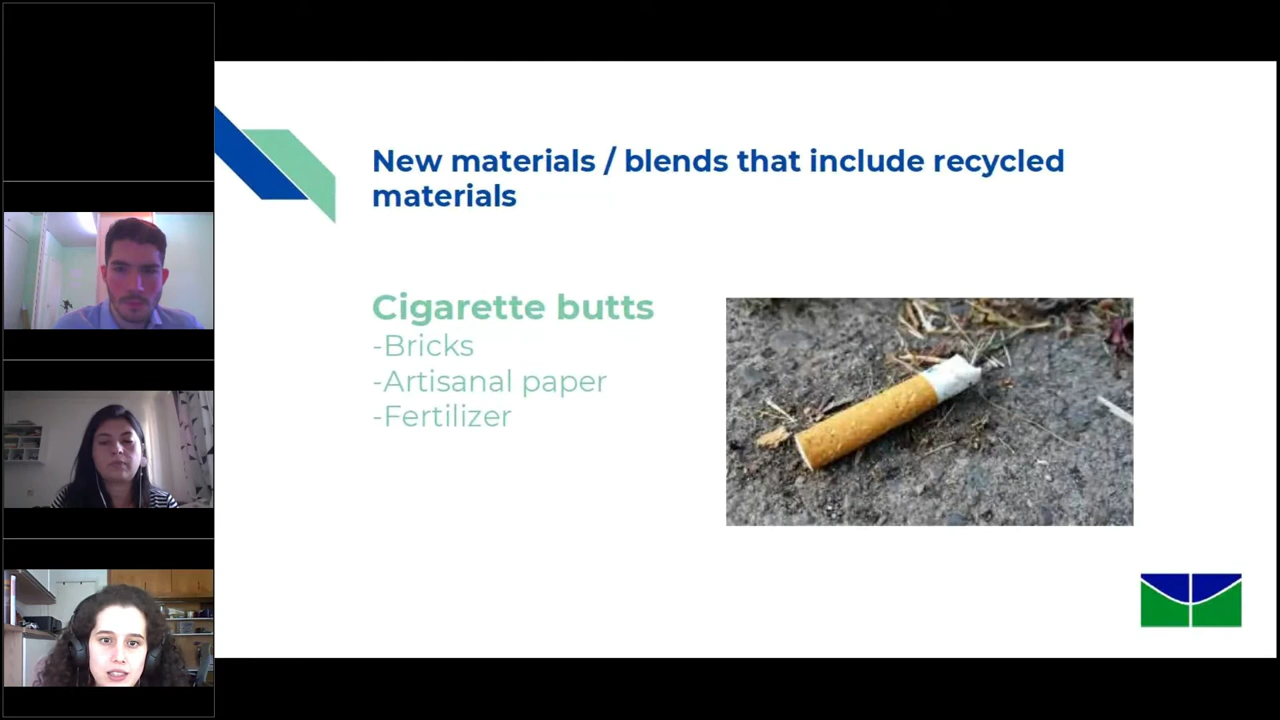 New materials / blends that include recycled
materials
Cigarette butts
-Bricks
-Artisanal paper
-Fertilizer